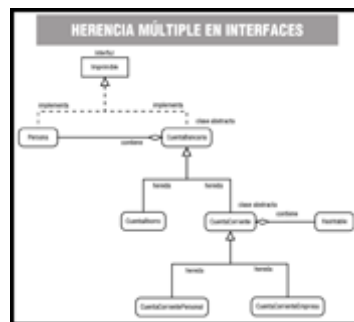 HERENCIA MÚLTIPLE EN INTERFACES
interfaz
Imprimible
implementa
implementa
clase abstracta
Persona
CuentaBancaria
contiene
hereda
hereda
clase abstracta
CuentaAhorro
CuentaCorriente
contiene
hereda
hereda
CuentaCorrientePersonal
CuentaCorrienteEmpresa